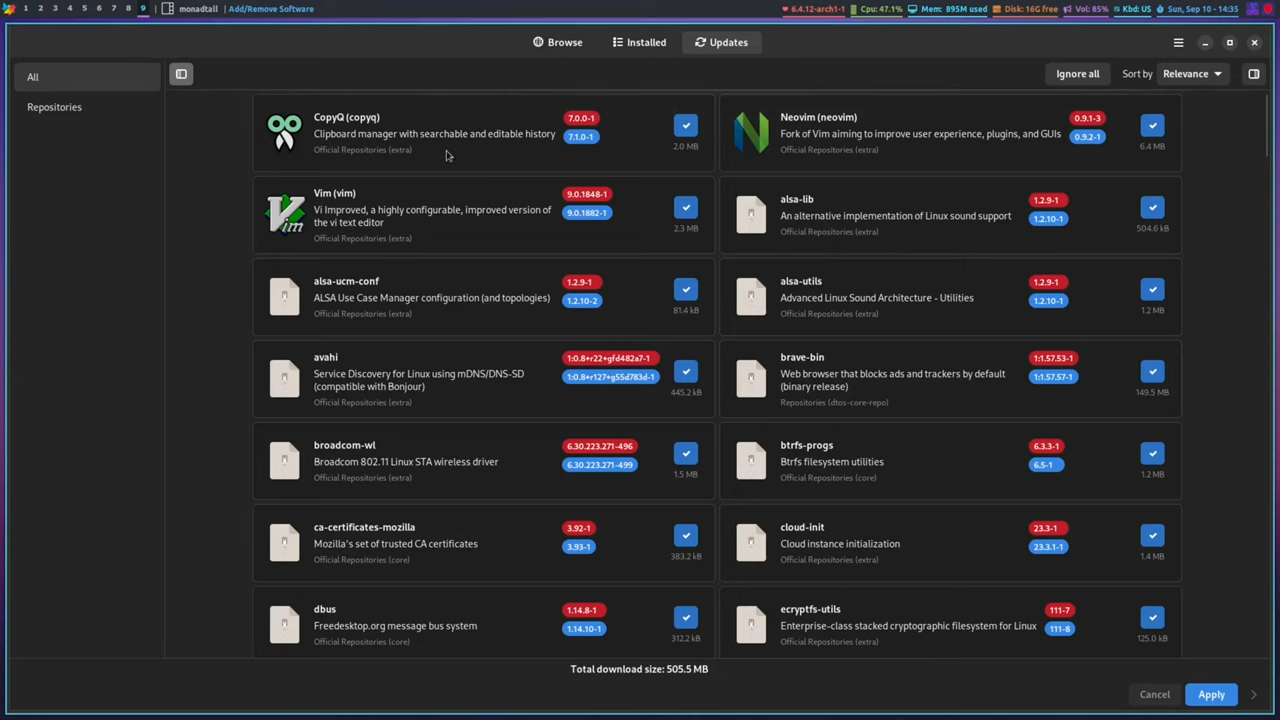 1 2 3 4 5 6 7 8 9 | monadtall | Add/Remove Software
6.4.12-arch1-1 Cpu: 47.1% Mem: 895M used Disk: 16G free Vol: 85% Kbd: US Sun, Sep 10 - 14:35
Browse Installed Updates
All
Repositories
Ignore all Sort by Relevance
CopyQ (copyq)
Clipboard manager with searchable and editable history
Official Repositories (extra)
7.0.0-1
7.1.0-1
2.0 MB
Neovim (neovim)
Fork of Vim aiming to improve user experience, plugins, and GUIs
Official Repositories (extra)
0.9.1-3
0.9.2-1
6.4 MB
Vim (vim)
Vi Improved, a highly configurable, improved version of
the vi text editor
Official Repositories (extra)
9.0.1848-1
9.0.1882-1
2.3 MB
alsa-lib
An alternative implementation of Linux sound support
Official Repositories (extra)
1.2.9-1
1.2.10-1
504.6 kB
alsa-ucm-conf
ALSA Use Case Manager configuration (and topologies)
Official Repositories (extra)
1.2.9-1
1.2.10-2
81.4 kB
alsa-utils
Advanced Linux Sound Architecture - Utilities
Official Repositories (extra)
1.2.9-1
1.2.10-1
1.2 MB
avahi
Service Discovery for Linux using mDNS/DNS-SD
(compatible with Bonjour)
Official Repositories (extra)
1:0.8+r22+gfd482a7-1
1:0.8+r127+g55d783d-1
445.2 kB
brave-bin
Web browser that blocks ads and trackers by default
(binary release)
Repositories (dtos-core-repo)
1:1.57.53-1
1:1.57.57-1
149.5 MB
broadcom-wl
Broadcom 802.11 Linux STA wireless driver
Official Repositories (extra)
6.30.223.271-496
6.30.223.271-499
1.5 MB
btrfs-progs
Btrfs filesystem utilities
Official Repositories (core)
6.3.3-1
6.5-1
1.2 MB
ca-certificates-mozilla
Mozilla's set of trusted CA certificates
Official Repositories (core)
3.92-1
3.93-1
383.2 kB
cloud-init
Cloud instance initialization
Official Repositories (extra)
23.3-1
23.3.1-1
1.4 MB
dbus
Freedesktop.org message bus system
Official Repositories (core)
1.14.8-1
1.14.10-1
312.2 kB
ecryptfs-utils
Enterprise-class stacked cryptographic filesystem for Linux
Official Repositories (extra)
111-7
111-8
125.0 kB
Total download size: 505.5 MB
Cancel Apply